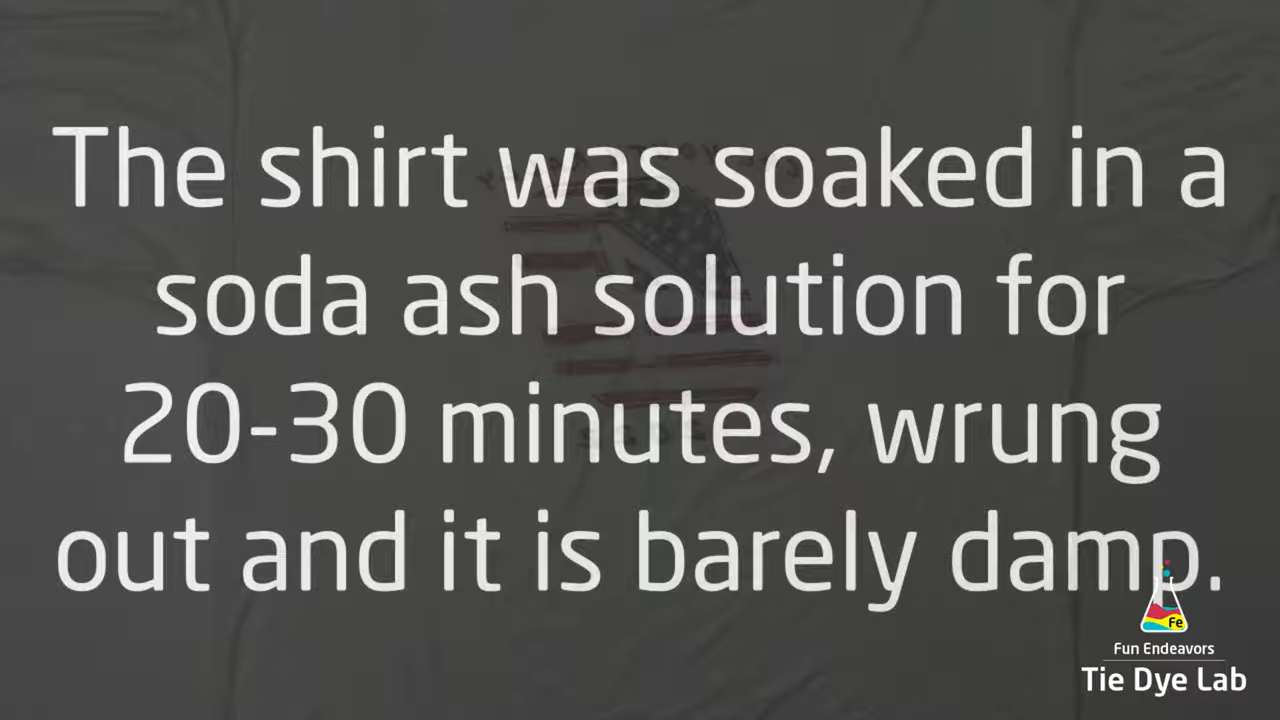 The shirt was soaked in a
soda ash solution for
20-30 minutes, wrung
out and it is barely damp.
Fe
Fun Endeavors
Tie Dye Lab